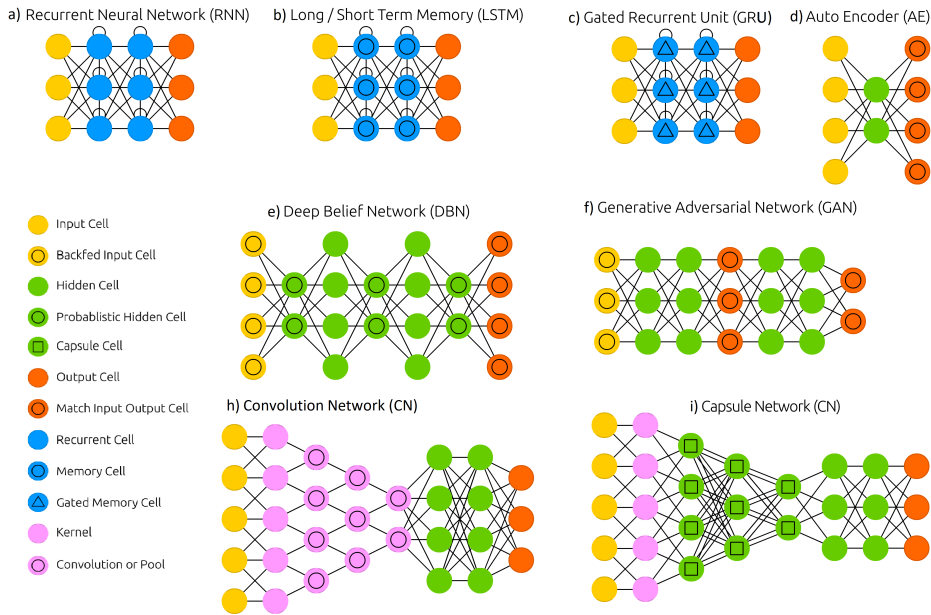 a) Recurrent Neural Network (RNN)
b) Long / Short Term Memory (LSTM)
c) Gated Recurrent Unit (GRU)
d) Auto Encoder (AE)
e) Deep Belief Network (DBN)
f) Generative Adversarial Network (GAN)
Input Cell
Backfed Input Cell
Hidden Cell
Probablistic Hidden Cell
Capsule Cell
Output Cell
Match Input Output Cell
Recurrent Cell
Memory Cell
Gated Memory Cell
Kernel
Convolution or Pool
h) Convolution Network (CN)
i) Capsule Network (CN)